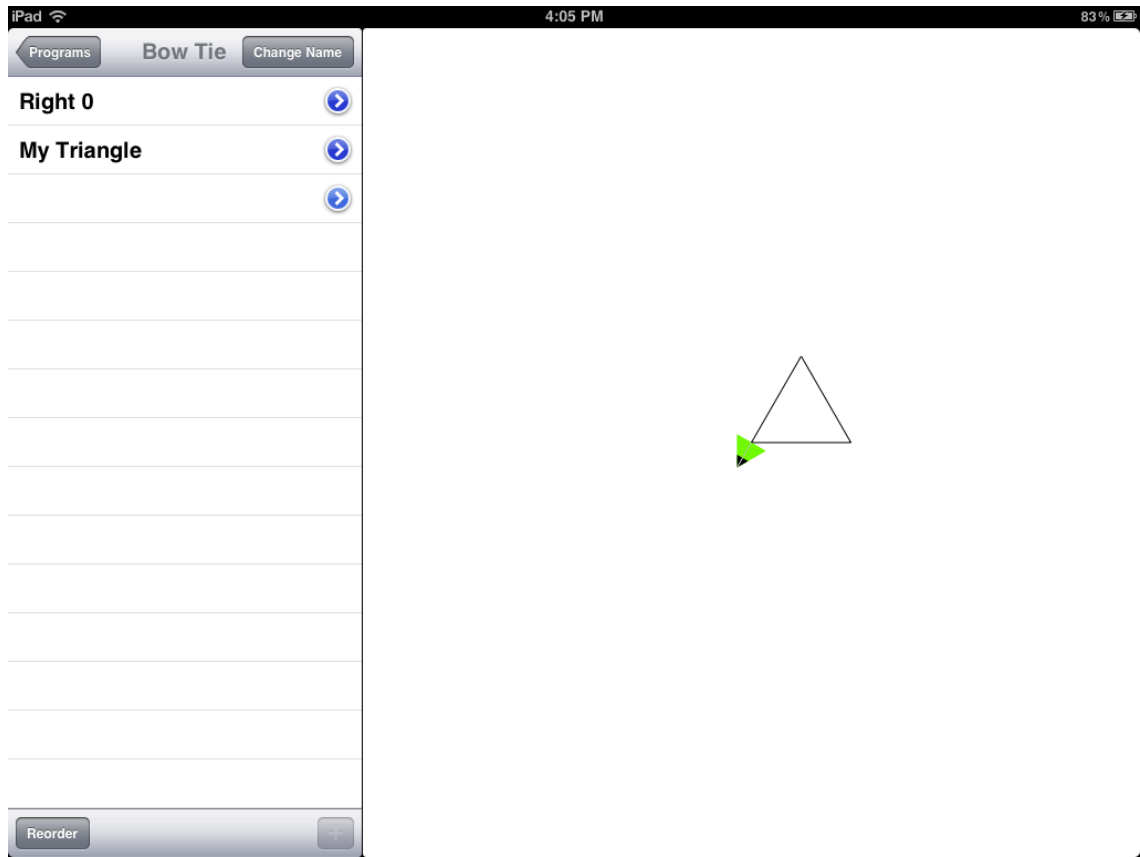 iPad 4:05 PM 83%
Programs Bow Tie Change Name
Right 0
My Triangle
Reorder +